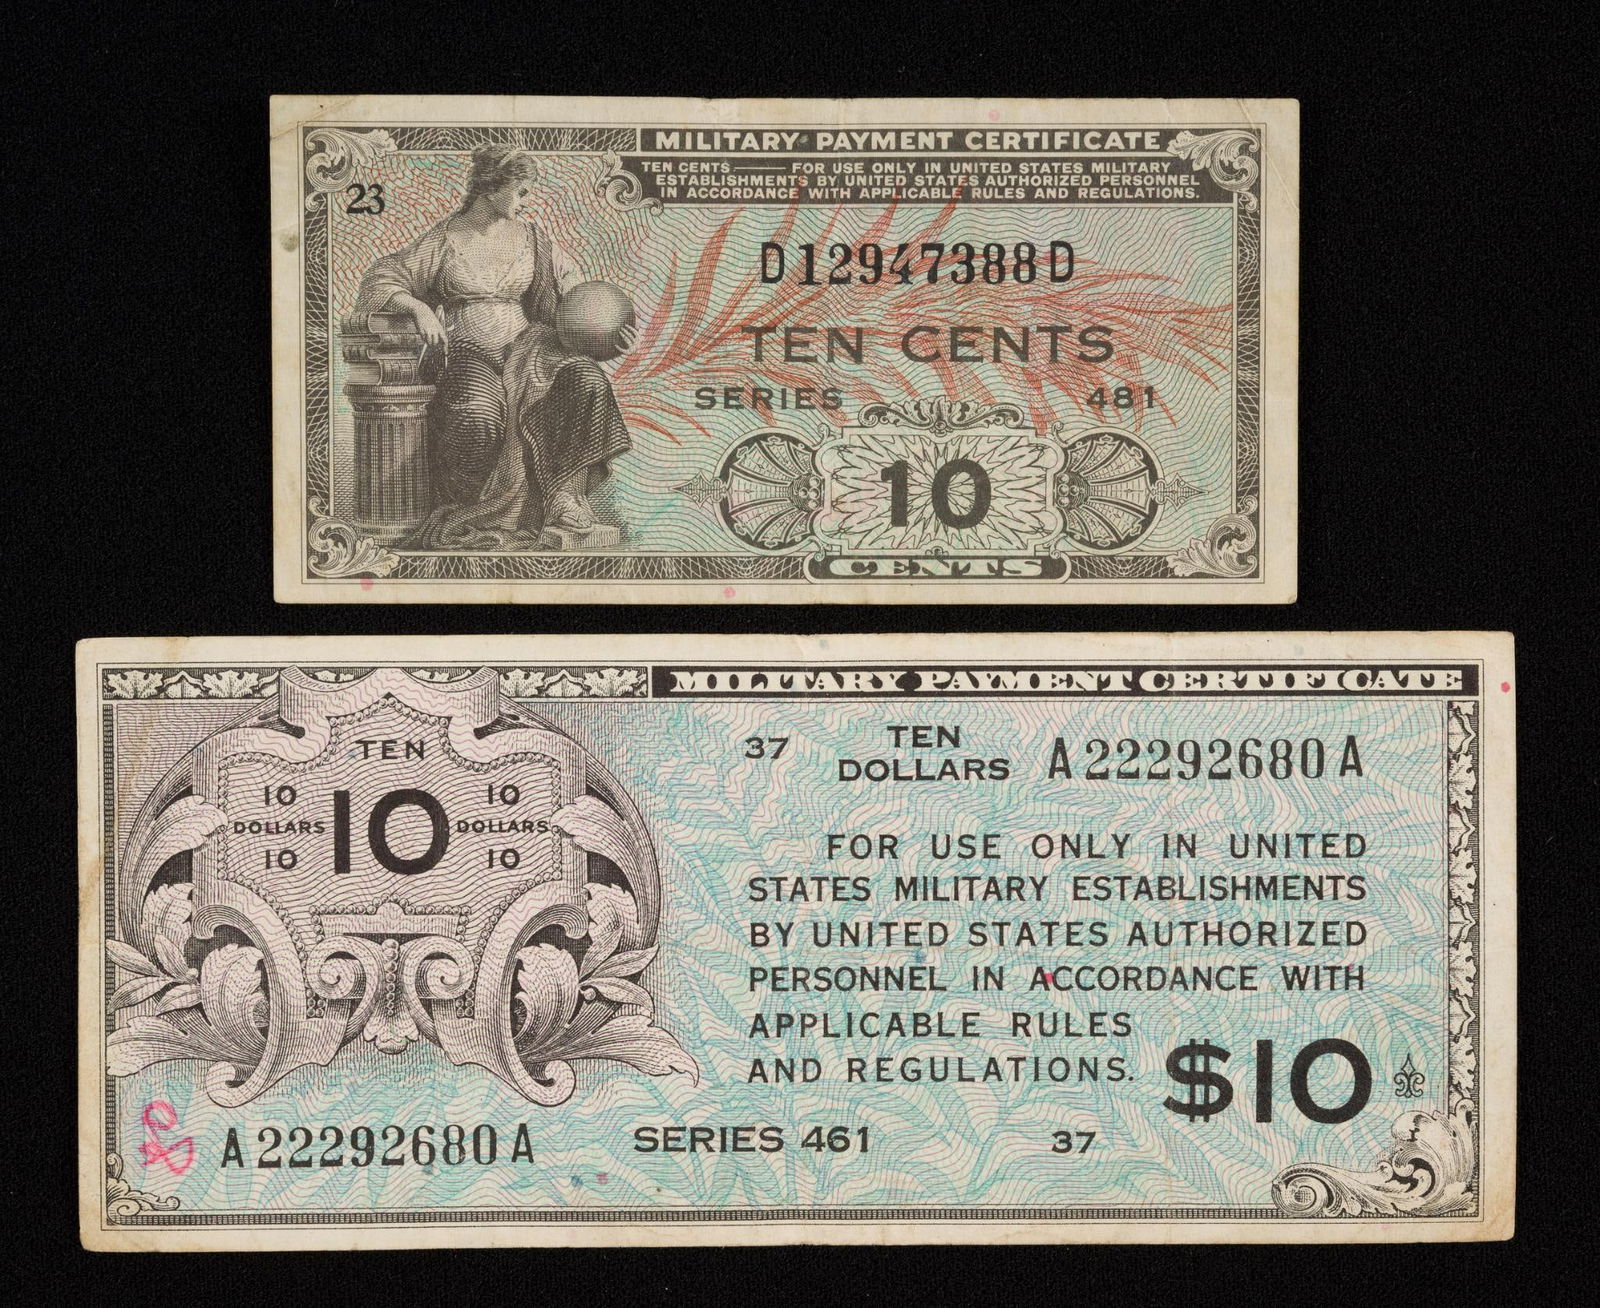 MILITARY PAYMENT CERTIFICATE
TEN CENTS — FOR USE ONLY IN UNITED STATES MILITARY
ESTABLISHMENTS BY UNITED STATES AUTHORIZED PERSONNEL
IN ACCORDANCE WITH APPLICABLE RULES AND REGULATIONS.
23
D12947388D
TEN CENTS
SERIES 481
10
CENTS
MILITARY PAYMENT CERTIFICATE
TEN
10 10
DOLLARS 10 DOLLARS
10 10
37 TEN DOLLARS A22292680A
FOR USE ONLY IN UNITED
STATES MILITARY ESTABLISHMENTS
BY UNITED STATES AUTHORIZED
PERSONNEL IN ACCORDANCE WITH
APPLICABLE RULES
AND REGULATIONS.
$10
A22292680A SERIES 461 37